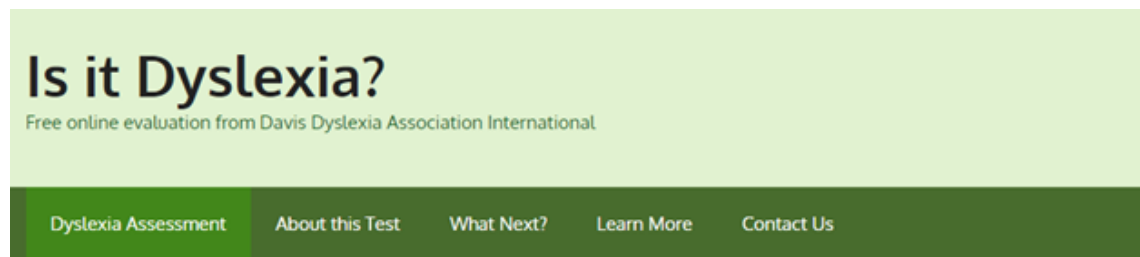 Is it Dyslexia?
Free online evaluation from Davis Dyslexia Association International
Dyslexia Assessment About this Test What Next? Learn More Contact Us